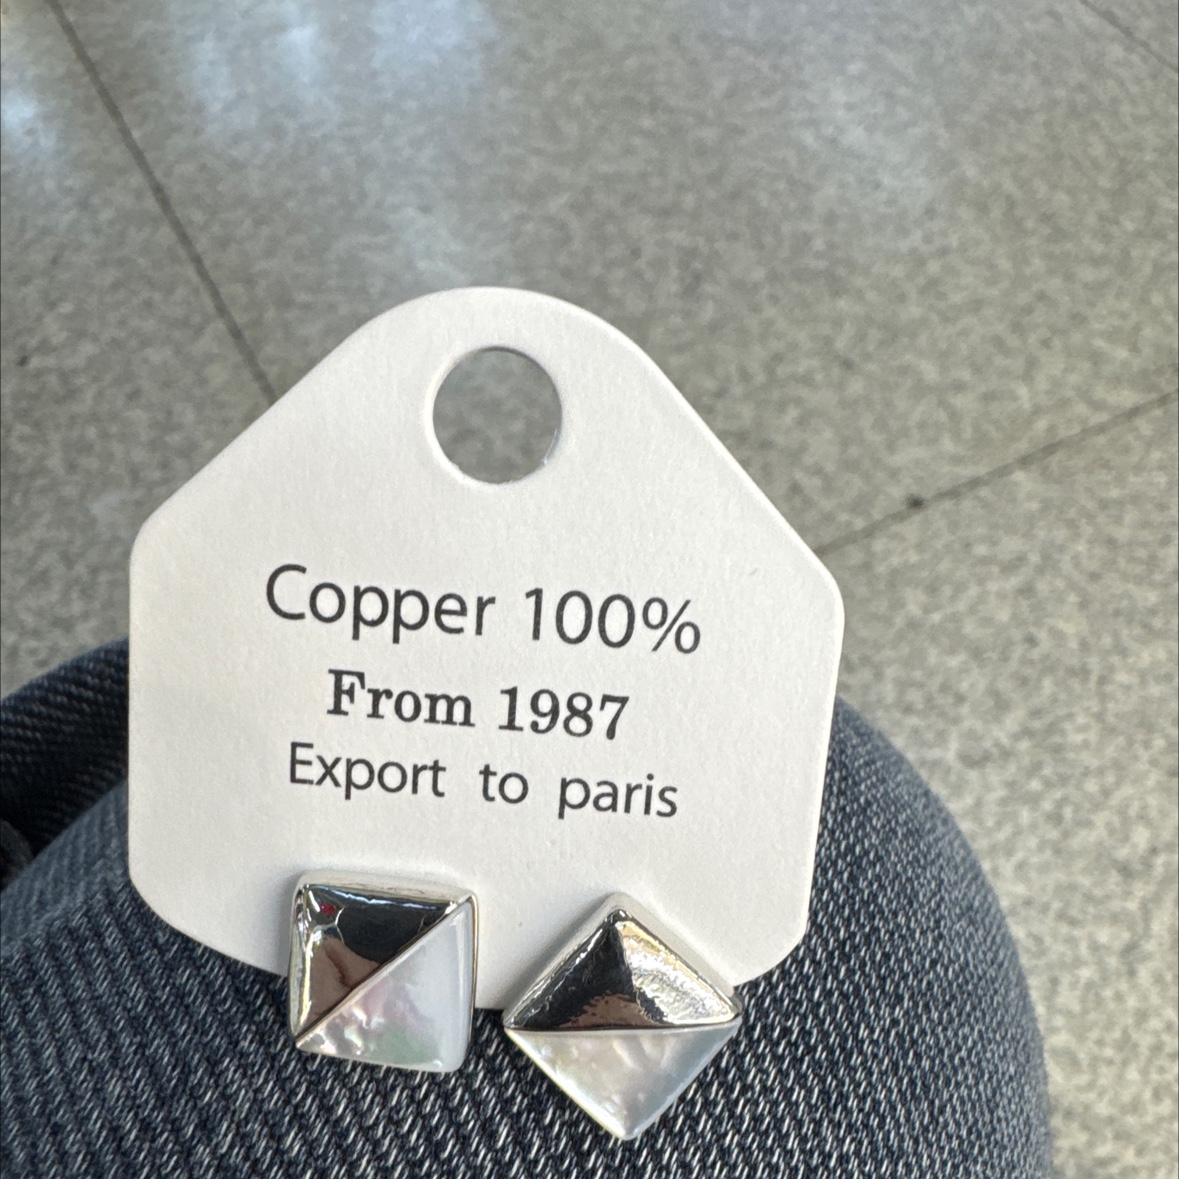 Copper 100%
From 1987
Export to paris